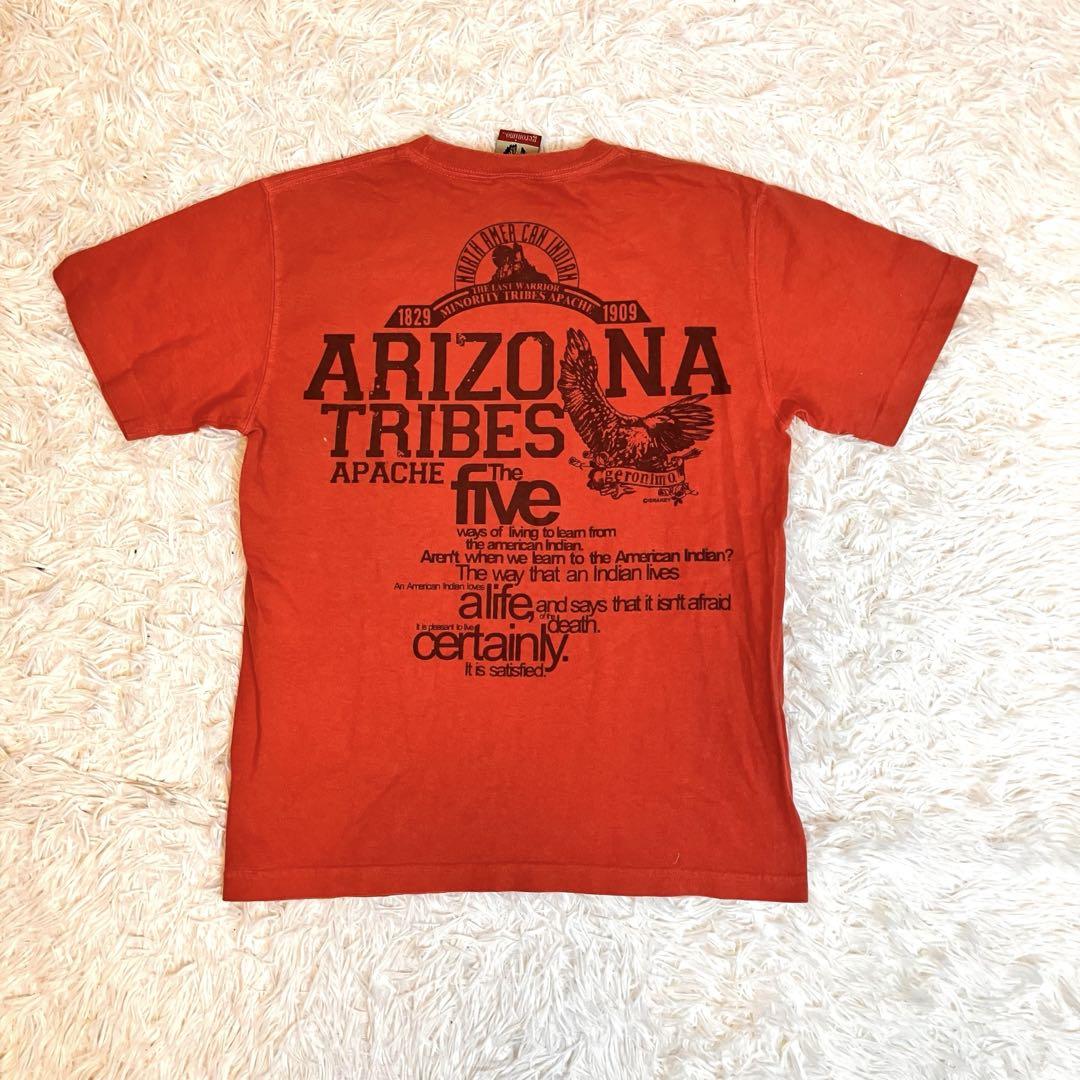 geronimo.
NORTH AMERICAN INDIAN
THE LAST WARRIOR
1829 MINORITY TRIBES APACHE 1909
ARIZONA
TRIBES
APACHE
geronimo.
The
five
ways of living to learn from
the american Indian.
Aren't when we learn to the American Indian?
The way that an Indian lives
An American Indian loves
a life, and says that it isn't afraid
of the death.
It is pleasant to live
certainly.
It is satisfied.